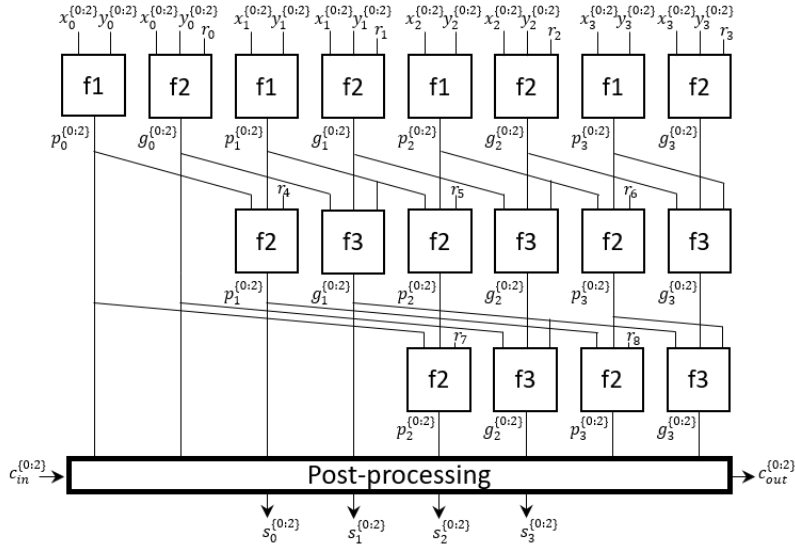 x_0^{0:2} y_0^{0:2} x_0^{0:2} y_0^{0:2} r_0 x_1^{0:2} y_1^{0:2} x_1^{0:2} y_1^{0:2} r_1 x_2^{0:2} y_2^{0:2} x_2^{0:2} y_2^{0:2} r_2 x_3^{0:2} y_3^{0:2} x_3^{0:2} y_3^{0:2} r_3
f1 f2 f1 f2 f1 f2 f1 f2
p_0^{0:2} g_0^{0:2} p_1^{0:2} g_1^{0:2} p_2^{0:2} g_2^{0:2} p_3^{0:2} g_3^{0:2}
r_4 r_5 r_6
f2 f3 f2 f3 f2 f3
p_1^{0:2} g_1^{0:2} p_2^{0:2} g_2^{0:2} p_3^{0:2} g_3^{0:2}
r_7 r_8
f2 f3 f2 f3
p_2^{0:2} g_2^{0:2} p_3^{0:2} g_3^{0:2}
c_in^{0:2} Post-processing c_out^{0:2}
s_0^{0:2} s_1^{0:2} s_2^{0:2} s_3^{0:2}